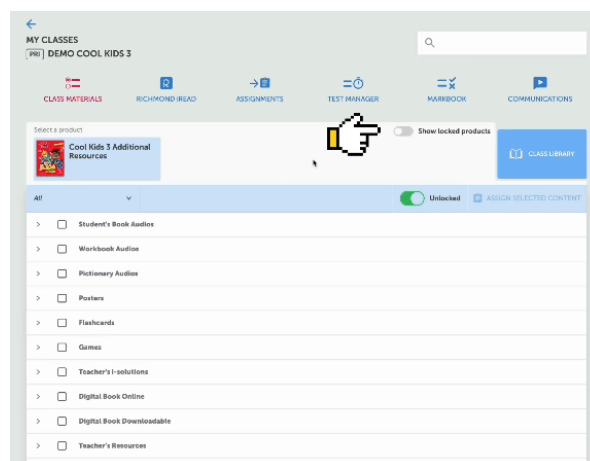 MY CLASSES
PRI DEMO COOL KIDS 3
CLASS MATERIALS
RICHMOND IREAD
ASSIGNMENTS
TEST MANAGER
MARKBOOK
COMMUNICATIONS
Select a product
Cool Kids 3 Additional
Resources
Show locked products
CLASS LIBRARY
All
Unlocked
ASSIGN SELECTED CONTENT
Student's Book Audios
Workbook Audios
Pictionary Audios
Posters
Flashcards
Games
Teacher's i-solutions
Digital Book Online
Digital Book Downloadable
Teacher's Resources